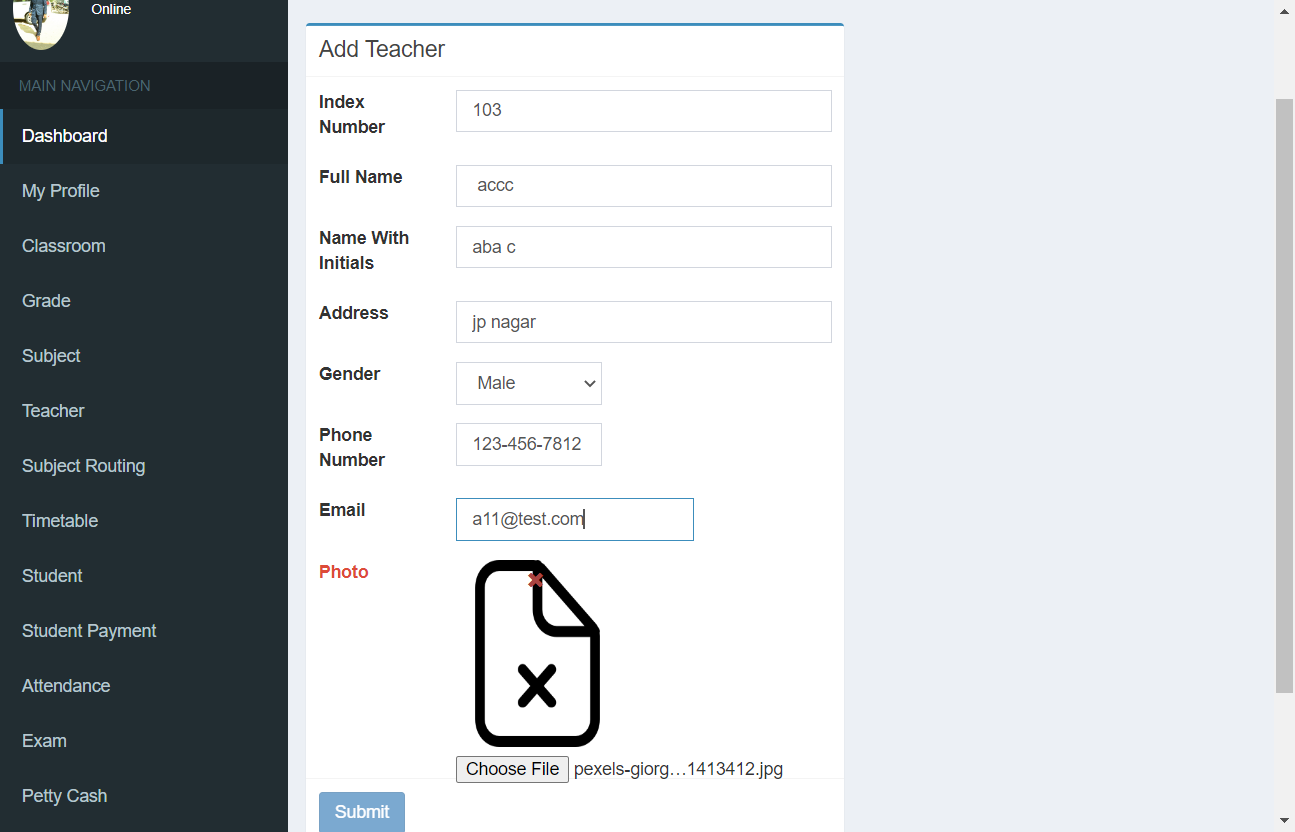 Online
MAIN NAVIGATION
Dashboard
My Profile
Classroom
Grade
Subject
Teacher
Subject Routing
Timetable
Student
Student Payment
Attendance
Exam
Petty Cash
Add Teacher
Index
Number
103
Full Name
accc
Name With
Initials
aba c
Address
jp nagar
Gender
Male
Phone
Number
123-456-7812
Email
a11@test.com
Photo
Choose File pexels-giorg…1413412.jpg
Submit